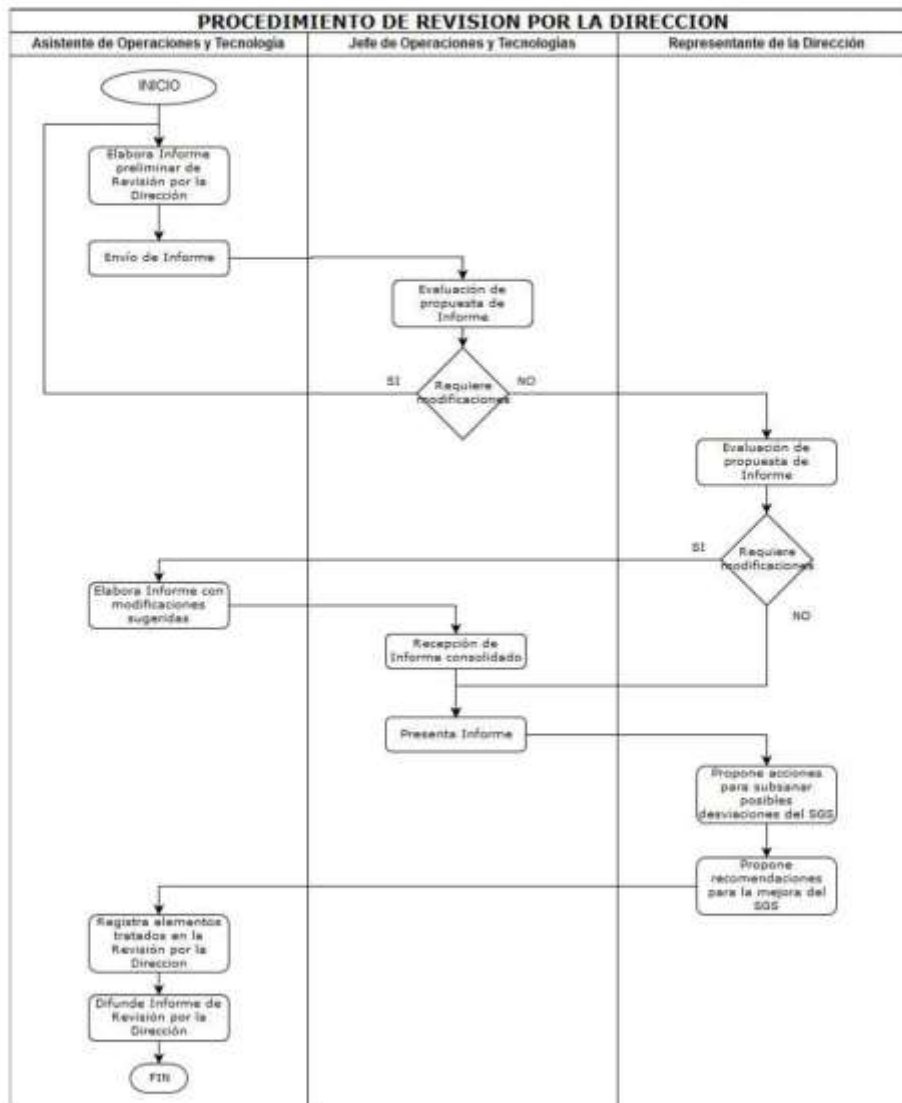 PROCEDIMIENTO DE REVISION POR LA DIRECCION
Asistente de Operaciones y Tecnología
Jefe de Operaciones y Tecnologías
Representante de la Dirección
INICIO
Elabora Informe
preliminar de
Revisión por la
Dirección
Envío de Informe
Evaluación de
propuesta de
Informe
SI
Requiere
modificaciones
NO
Evaluación de
propuesta de
Informe
SI
Requiere
modificaciones
NO
Elabora Informe con
modificaciones
sugeridas
Recepción de
Informe consolidado
Presenta Informe
Propone acciones
para subsanar
posibles
desviaciones del SGS
Propone
recomendaciones
para la mejora del
SGS
Registra elementos
tratados en la
Revisión por la
Direccion
Difunde Informe de
Revisión por la
Dirección
FIN